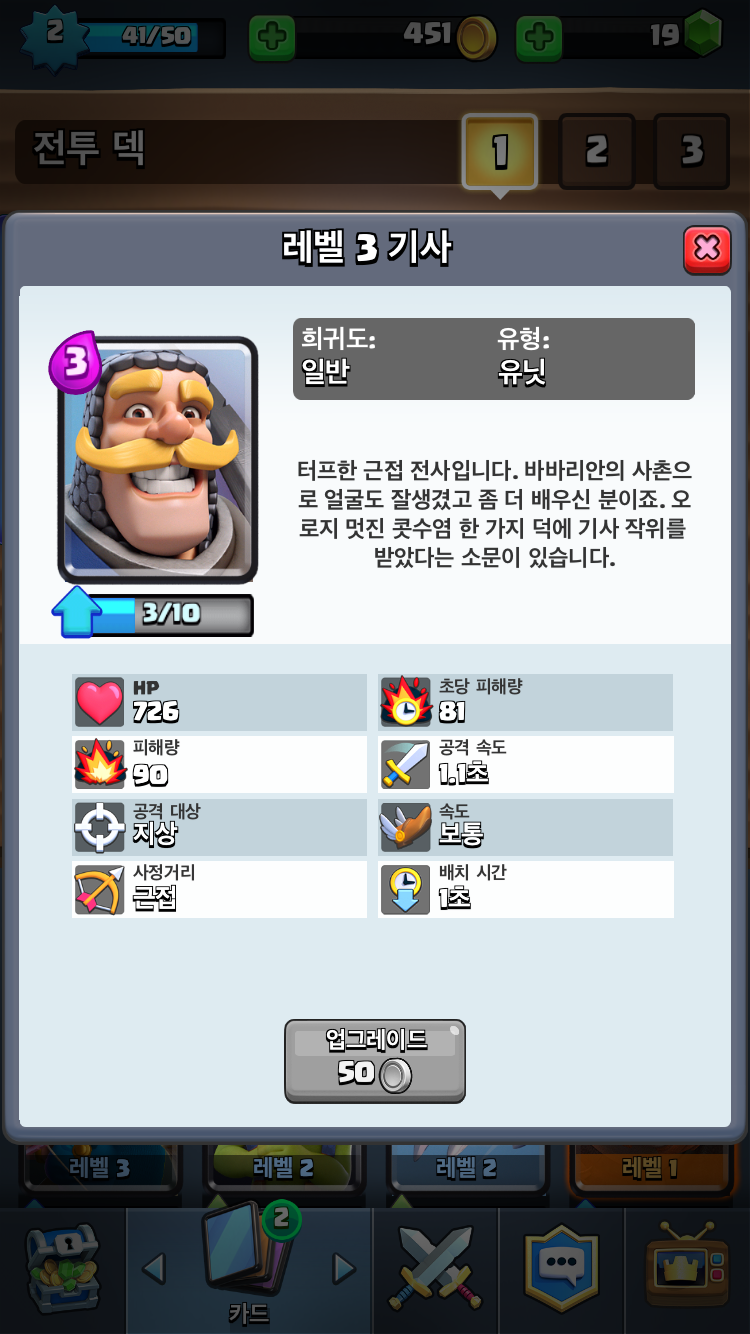 2
41/50
451
19
전투 덱
1
2
3
레벨 3 기사
3
희귀도:
일반
유형:
유닛
터프한 근접 전사입니다. 바바리안의 사촌으
로 얼굴도 잘생겼고 좀 더 배우신 분이죠. 오
로지 멋진 콧수염 한 가지 덕에 기사 작위를
받았다는 소문이 있습니다.
3/10
HP
726
초당 피해량
81
피해량
90
공격 속도
1.1초
공격 대상
지상
속도
보통
사정거리
근접
배치 시간
1초
업그레이드
50
레벨 3
레벨 2
레벨 2
레벨 1
2
카드